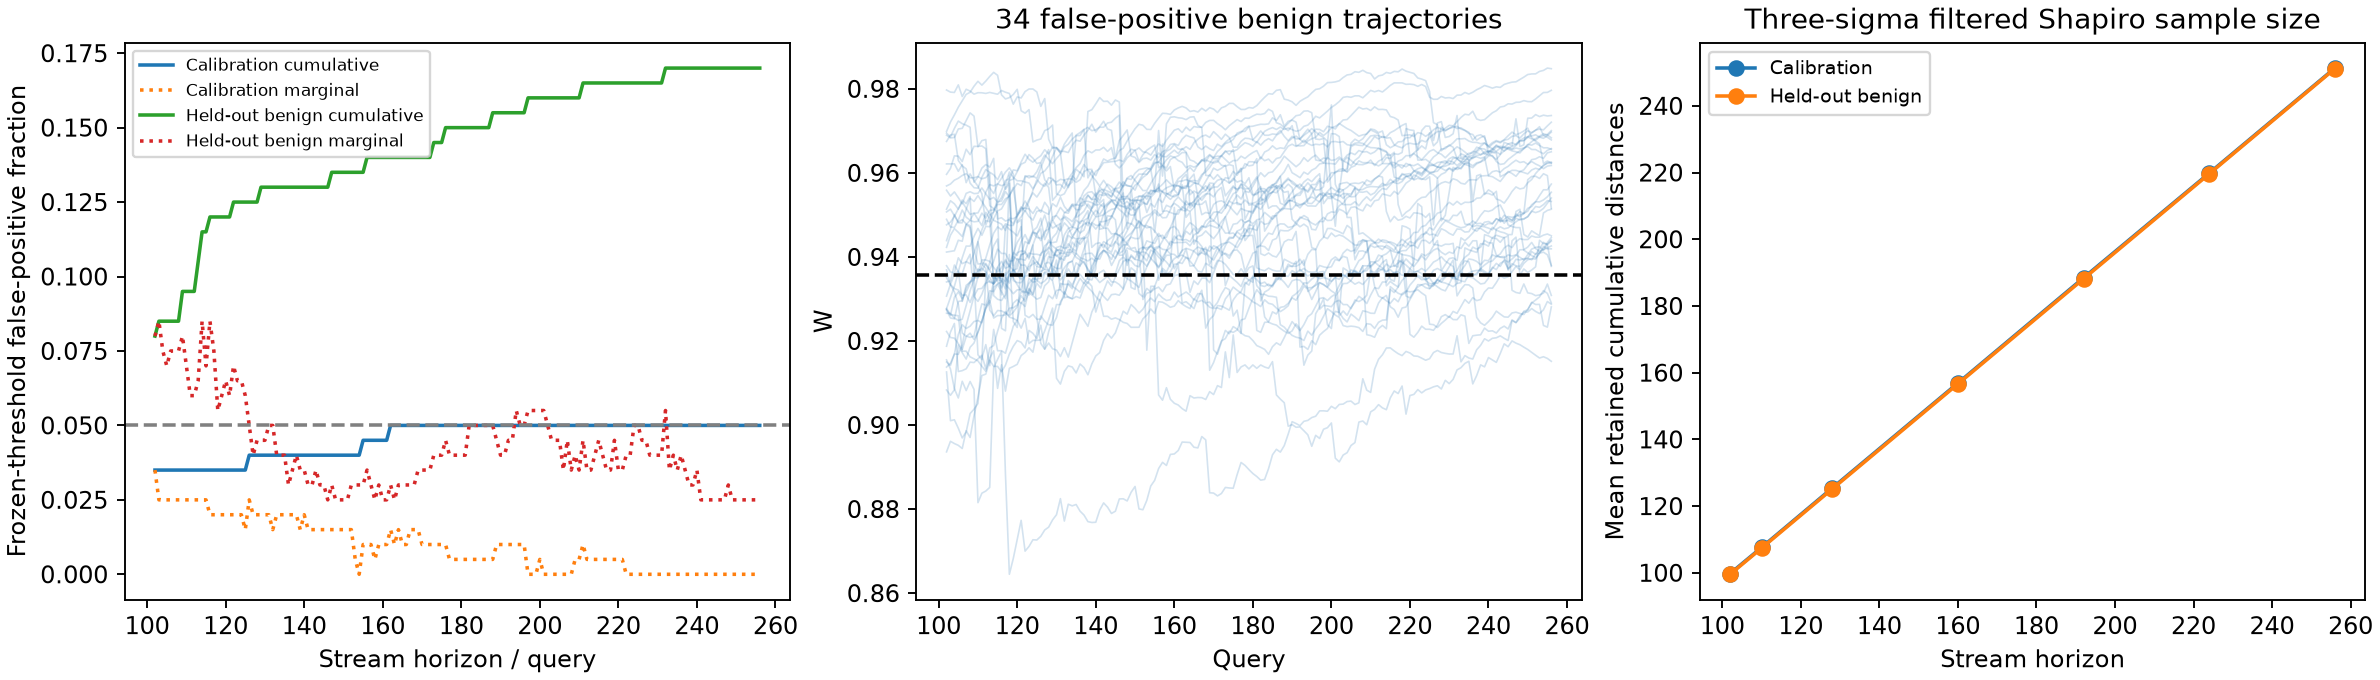 Frozen-threshold false-positive fraction
0.175
0.150
0.125
0.100
0.075
0.050
0.025
0.000
Calibration cumulative
Calibration marginal
Held-out benign cumulative
Held-out benign marginal
100 120 140 160 180 200 220 240 260
Stream horizon / query
34 false-positive benign trajectories
W
0.98
0.96
0.94
0.92
0.90
0.88
0.86
100 120 140 160 180 200 220 240 260
Query
Three-sigma filtered Shapiro sample size
Mean retained cumulative distances
240
220
200
180
160
140
120
100
Calibration
Held-out benign
100 120 140 160 180 200 220 240 260
Stream horizon